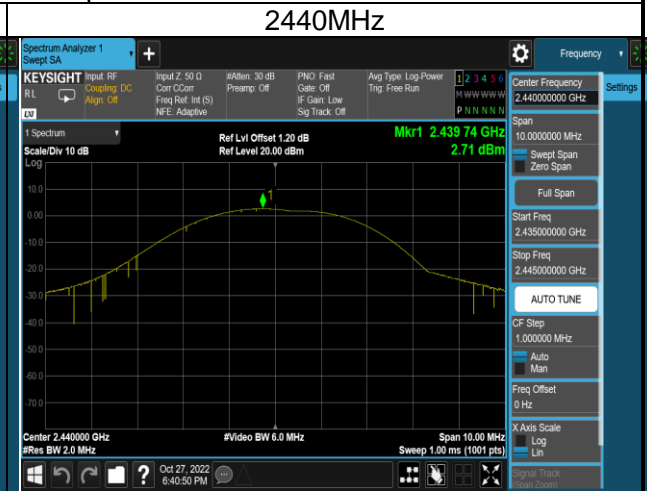 2440MHz
Spectrum Analyzer 1
Swept SA
Frequency
KEYSIGHT
RL
Input: RF
Coupling: DC
Align: Off
Input Z: 50 Ω
Corr CCorr
Freq Ref: Int (S)
NFE: Adaptive
#Atten: 30 dB
Preamp: Off
PNO: Fast
Gate: Off
IF Gain: Low
Sig Track: Off
Avg Type: Log-Power
Trig: Free Run
1 2 3 4 5 6
M W W W W W
P N N N N N
Settings
Center Frequency
2.440000000 GHz
Span
10.0000000 MHz
Swept Span
Zero Span
Full Span
Start Freq
2.435000000 GHz
Stop Freq
2.445000000 GHz
AUTO TUNE
CF Step
1.000000 MHz
Auto
Man
Freq Offset
0 Hz
X Axis Scale
Log
Lin
Signal Track
(Span Zoom)
1 Spectrum
Scale/Div 10 dB
Log
Ref Lvl Offset 1.20 dB
Ref Level 20.00 dBm
Mkr1 2.439 74 GHz
2.71 dBm
1
10.0
0.00
-10.0
-20.0
-30.0
-40.0
-50.0
-60.0
-70.0
Center 2.440000 GHz
#Res BW 2.0 MHz
#Video BW 6.0 MHz
Span 10.00 MHz
Sweep 1.00 ms (1001 pts)
Oct 27, 2022
6:40:50 PM